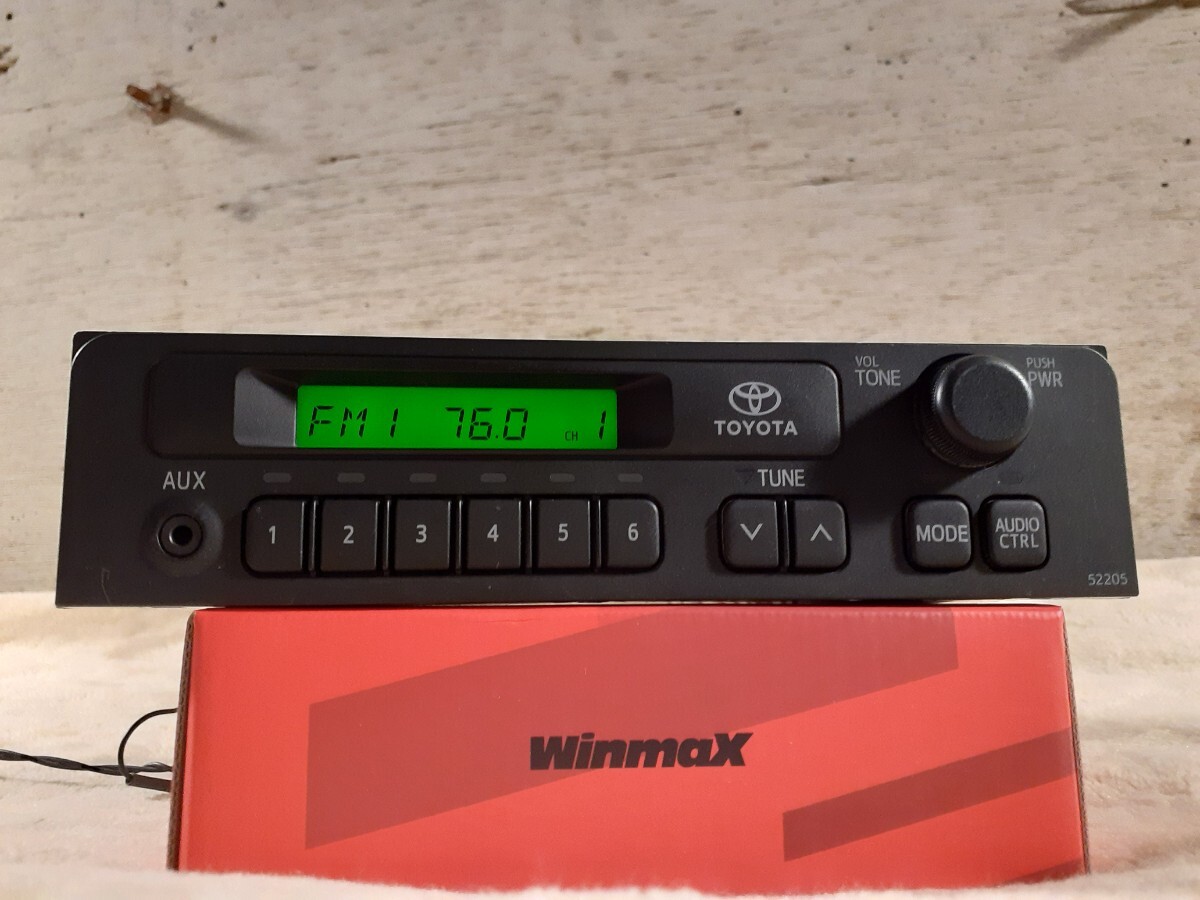 FM1 76.0 CH 1
TOYOTA
VOL
TONE
PUSH
PWR
AUX
TUNE
1 2 3 4 5 6
MODE
AUDIO
CTRL
52205
WinmaX